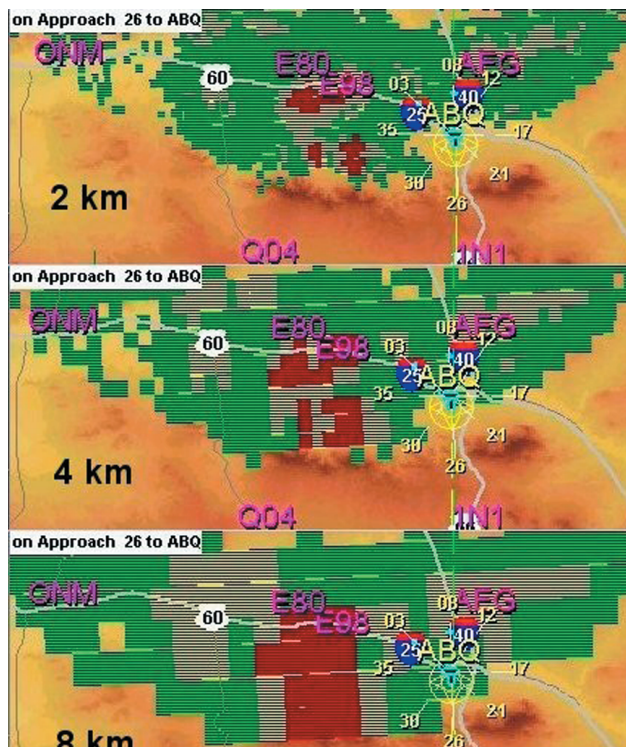 on Approach 26 to ABQ
ONM
60
E80
E98
03
25
08
AEG
12
40
ABQ
35
17
30
21
26
2 km
Q04
1N1
on Approach 26 to ABQ
ONM
60
E80
E98
03
25
08
AEG
12
40
ABQ
35
17
30
21
26
4 km
Q04
1N1
on Approach 26 to ABQ
ONM
60
E80
E98
03
25
08
AEG
12
40
ABQ
35
17
30
21
26
8 km